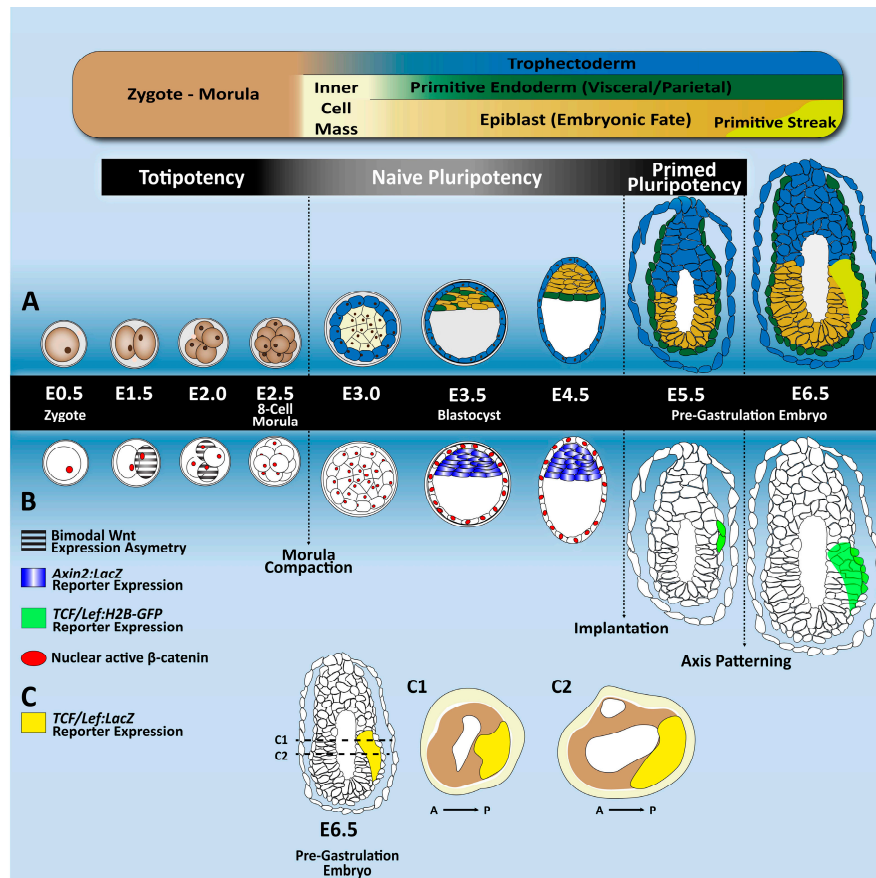 Trophectoderm
Zygote - Morula
Inner
Cell
Mass
Primitive Endoderm (Visceral/Parietal)
Epiblast (Embryonic Fate)
Primitive Streak
Totipotency
Naive Pluripotency
Primed
Pluripotency
A
E0.5
Zygote
E1.5
E2.0
E2.5
8-Cell
Morula
E3.0
E3.5
Blastocyst
E4.5
E5.5
E6.5
Pre-Gastrulation Embryo
B
Bimodal Wnt
Expression Asymetry
Axin2:LacZ
Reporter Expression
TCF/Lef:H2B-GFP
Reporter Expression
Nuclear active β-catenin
Morula
Compaction
Implantation
Axis Patterning
C
TCF/Lef:LacZ
Reporter Expression
C1
C2
E6.5
Pre-Gastrulation
Embryo
C1
A
P
C2
A
P